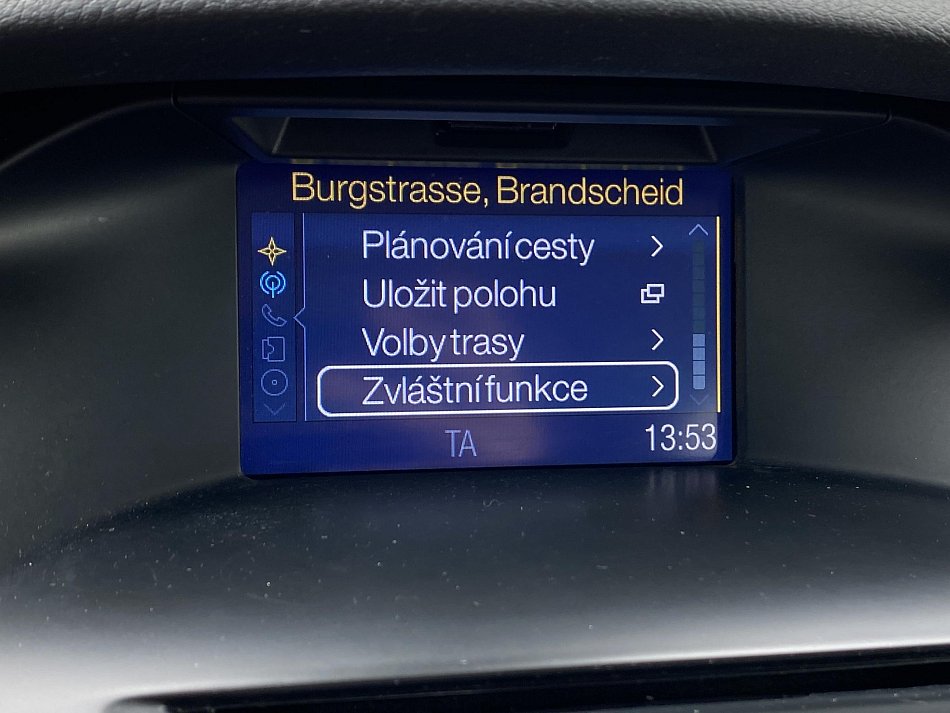 Burgstrasse, Brandscheid
Plánování cesty
Uložit polohu
Volby trasy
Zvláštní funkce
TA
13:53